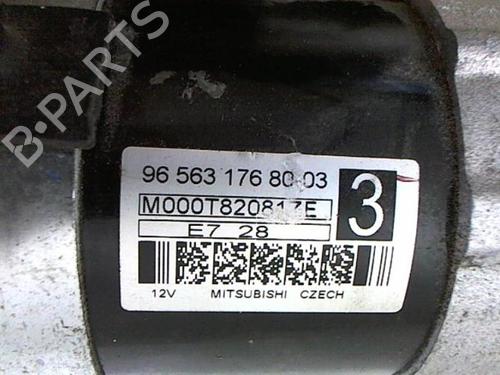 B-PARTS
96 563 176 80-03
3
M000T82081ZE
E7 28
12V MITSUBISHI CZECH